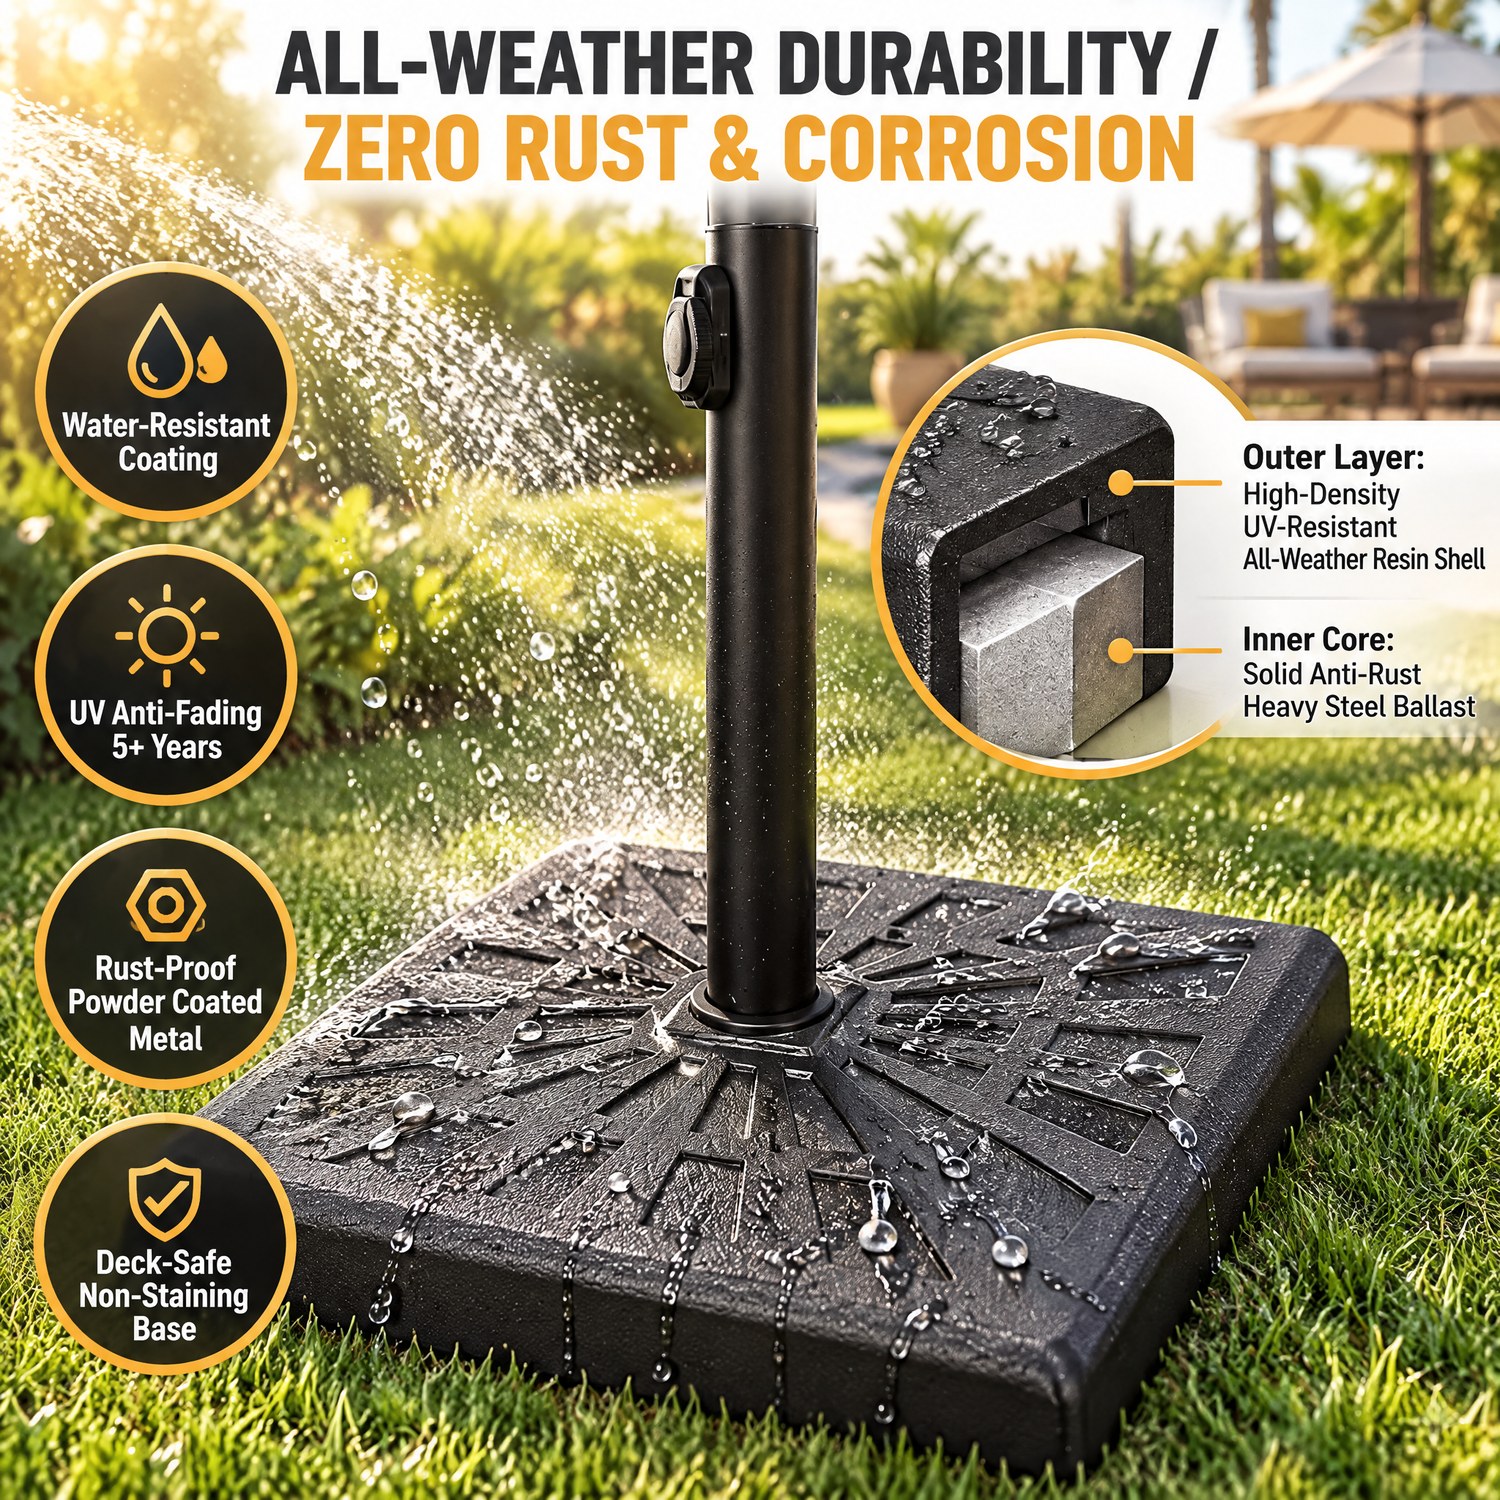 ALL-WEATHER DURABILITY /
ZERO RUST & CORROSION
Water-Resistant
Coating
UV Anti-Fading
5+ Years
Rust-Proof
Powder Coated
Metal
Deck-Safe
Non-Staining
Base
Outer Layer:
High-Density
UV-Resistant
All-Weather Resin Shell
Inner Core:
Solid Anti-Rust
Heavy Steel Ballast